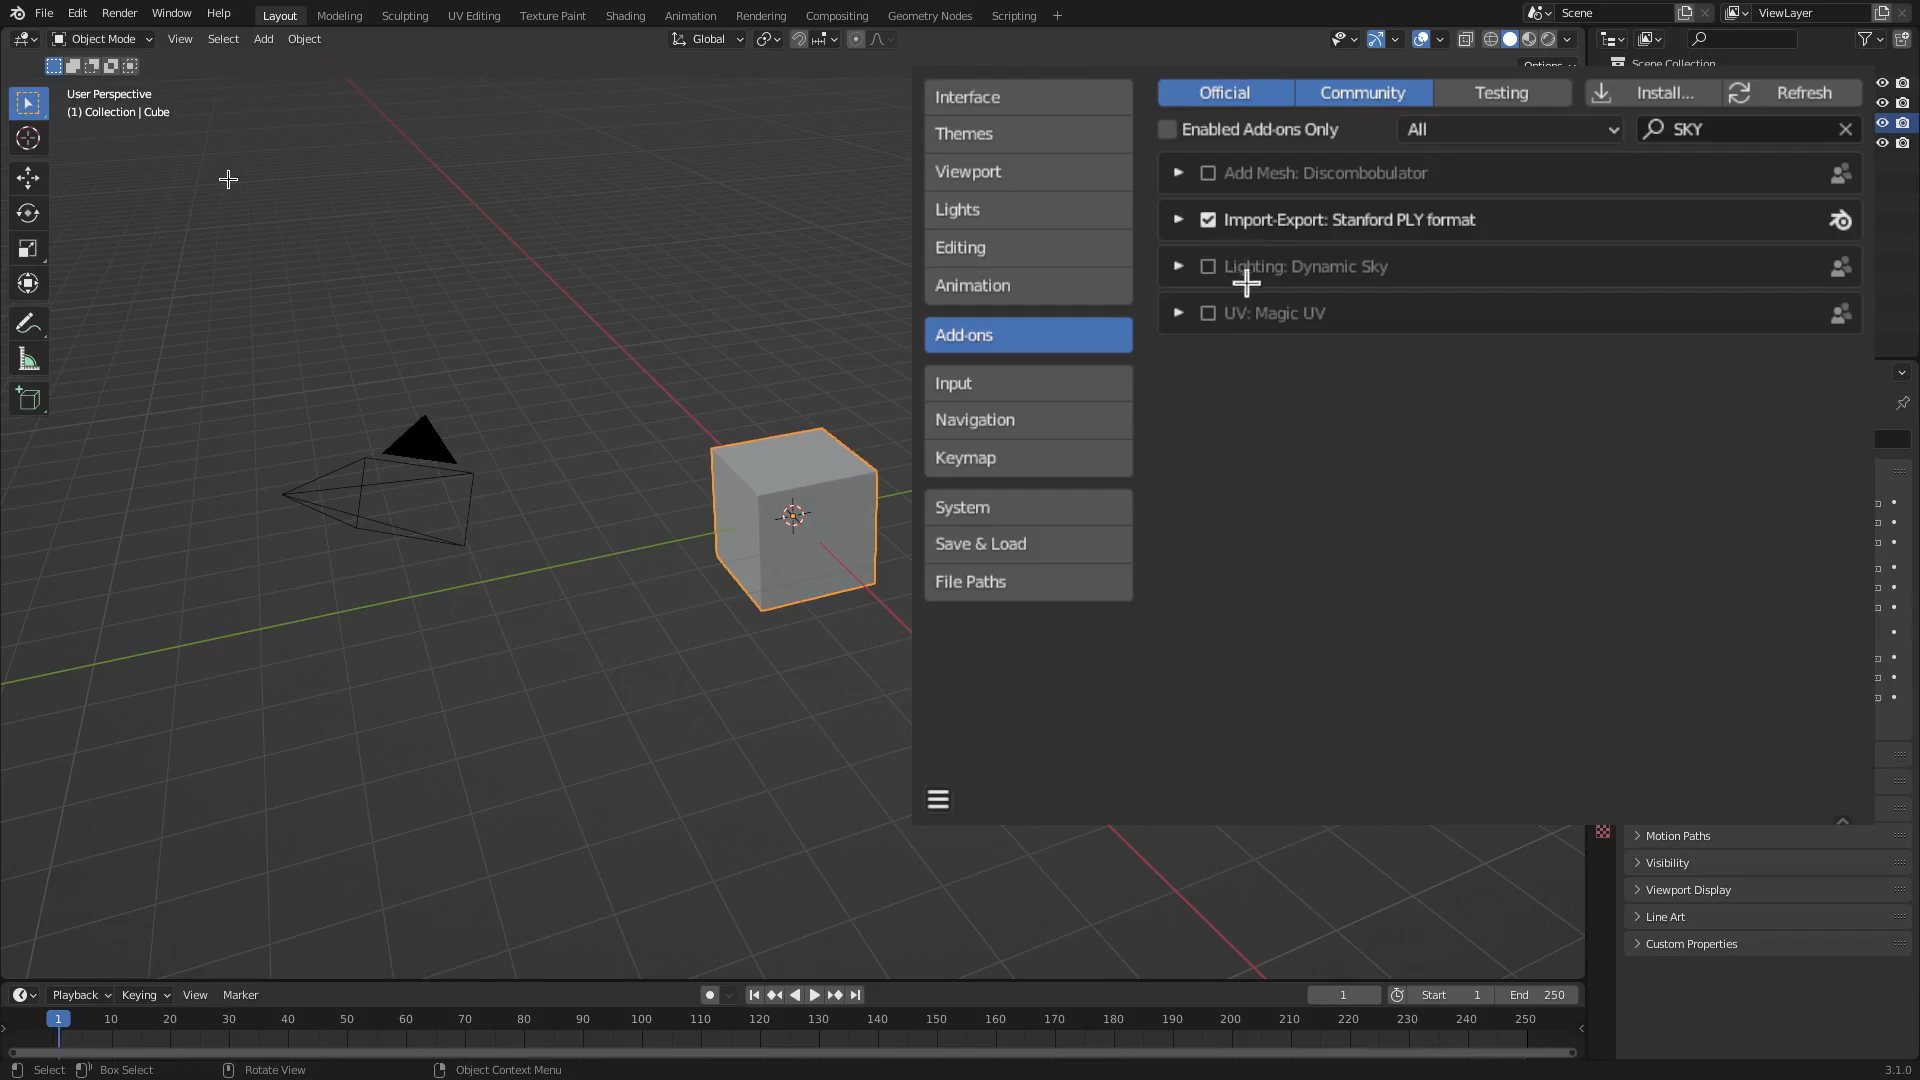 File Edit Render Window Help Layout Modeling Sculpting UV Editing Texture Paint Shading Animation Rendering Compositing Geometry Nodes Scripting + Scene ViewLayer
Object Mode View Select Add Object Global
User Perspective
(1) Collection | Cube
Interface
Themes
Viewport
Lights
Editing
Animation
Add-ons
Input
Navigation
Keymap
System
Save & Load
File Paths
Official Community Testing Install... Refresh
Enabled Add-ons Only All SKY
Add Mesh: Discombobulator
Import-Export: Stanford PLY format
Lighting: Dynamic Sky
UV: Magic UV
Motion Paths
Visibility
Viewport Display
Line Art
Custom Properties
Playback Keying View Marker 1 Start 1 End 250
1 10 20 30 40 50 60 70 80 90 100 110 120 130 140 150 160 170 180 190 200 210 220 230 240 250
Select Box Select Rotate View Object Context Menu 3.1.0